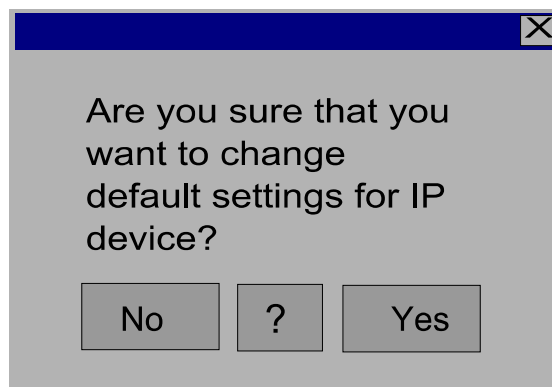 X
Are you sure that you
want to change
default settings for IP
device?
No ? Yes